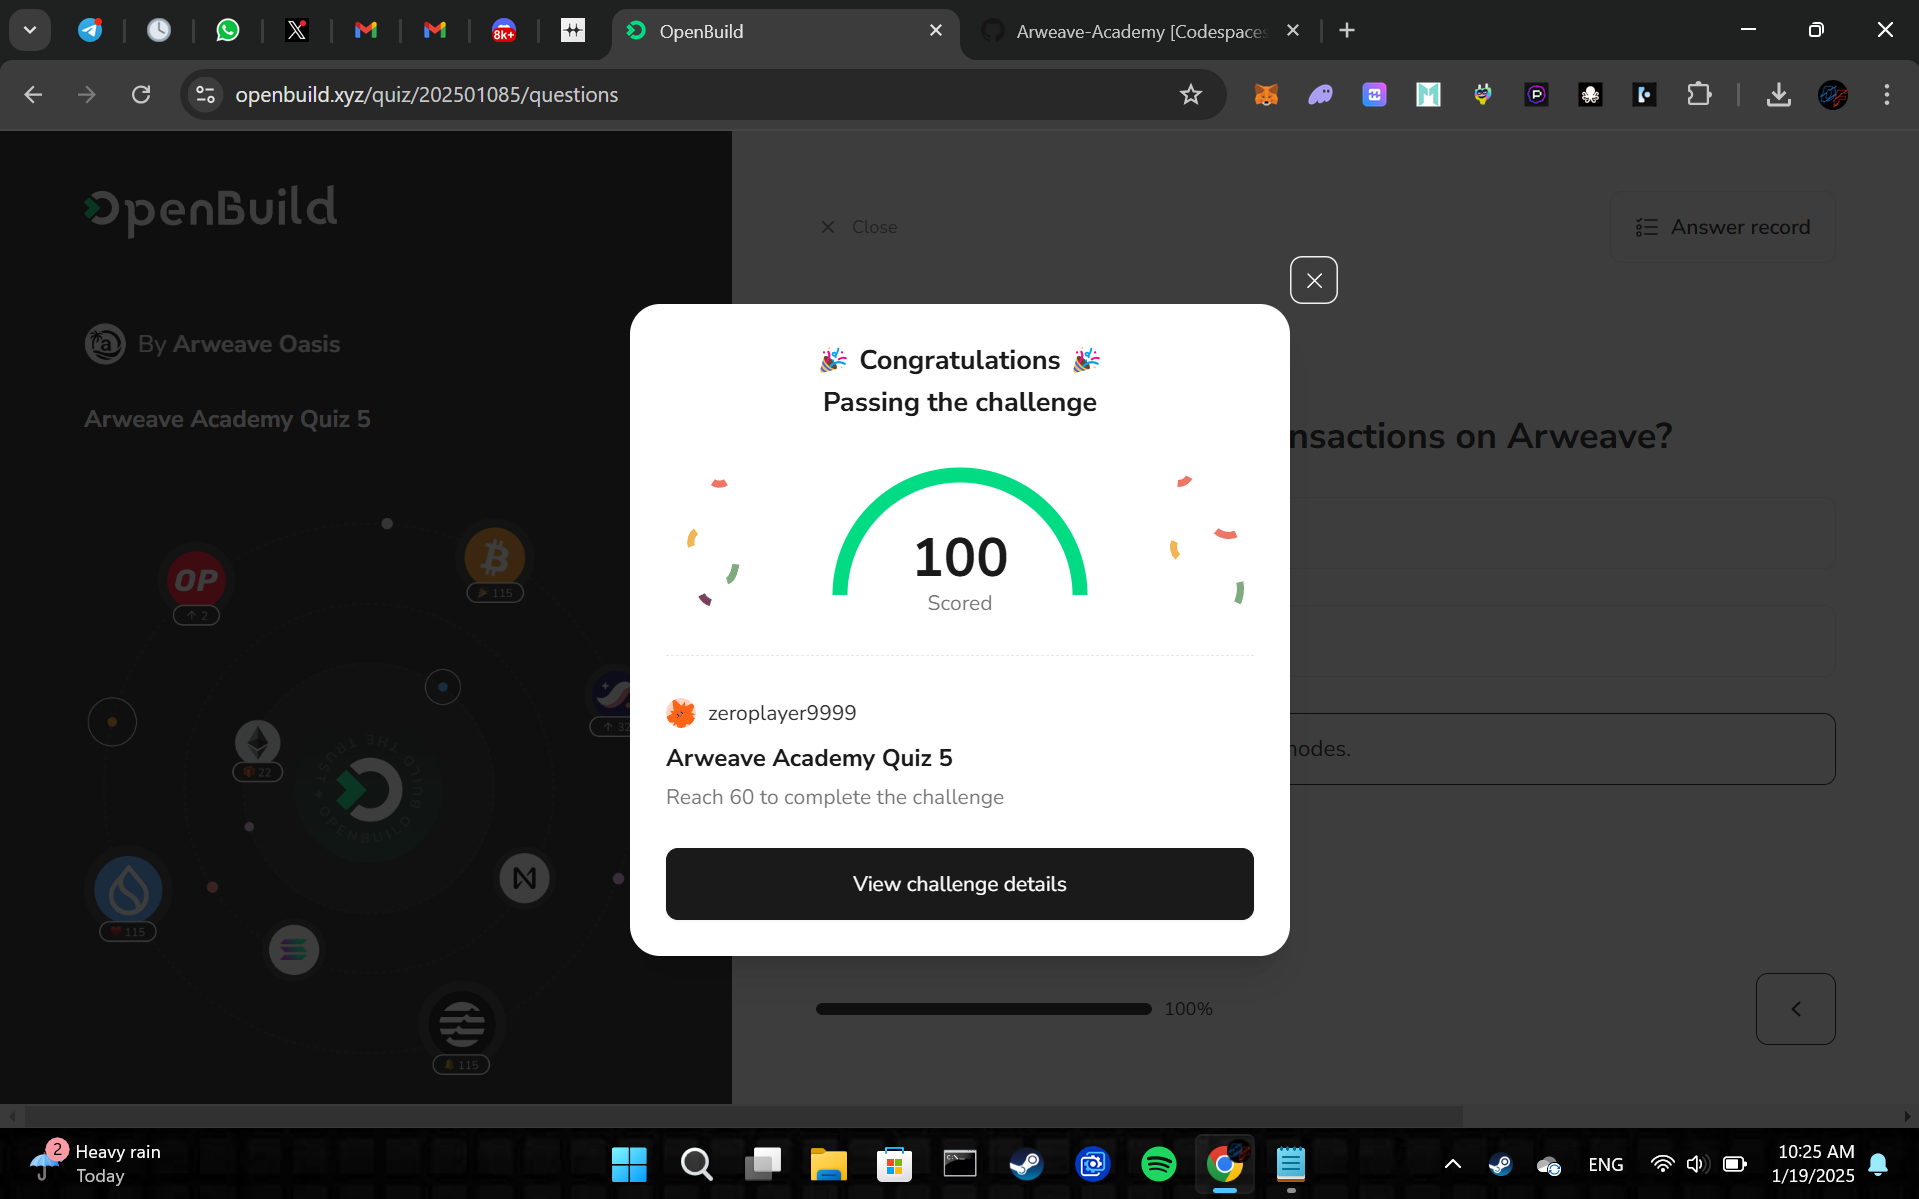 OpenBuild
Arweave-Academy [Codespaces
8k+
openbuild.xyz/quiz/202501085/questions
OpenBuild
Close
Answer record
By Arweave Oasis
Arweave Academy Quiz 5
nsactions on Arweave?
nodes.
OP
2
115
32
22
BUILD THE TRUST • OPENBUILD
115
115
Congratulations
Passing the challenge
100
Scored
zeroplayer9999
Arweave Academy Quiz 5
Reach 60 to complete the challenge
View challenge details
100%
2
Heavy rain
Today
ENG
10:25 AM
1/19/2025